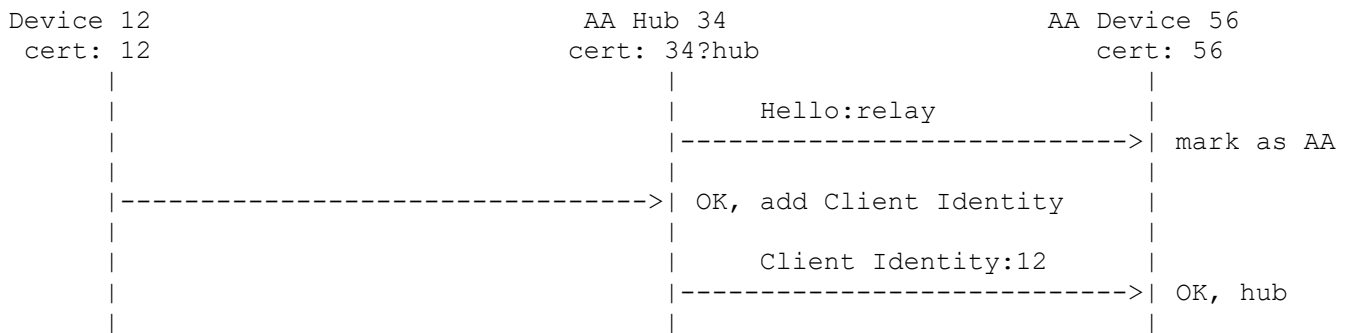 Device 12 AA Hub 34 AA Device 56
cert: 12 cert: 34?hub cert: 56
Hello:relay
mark as AA
OK, add Client Identity
Client Identity:12
OK, hub